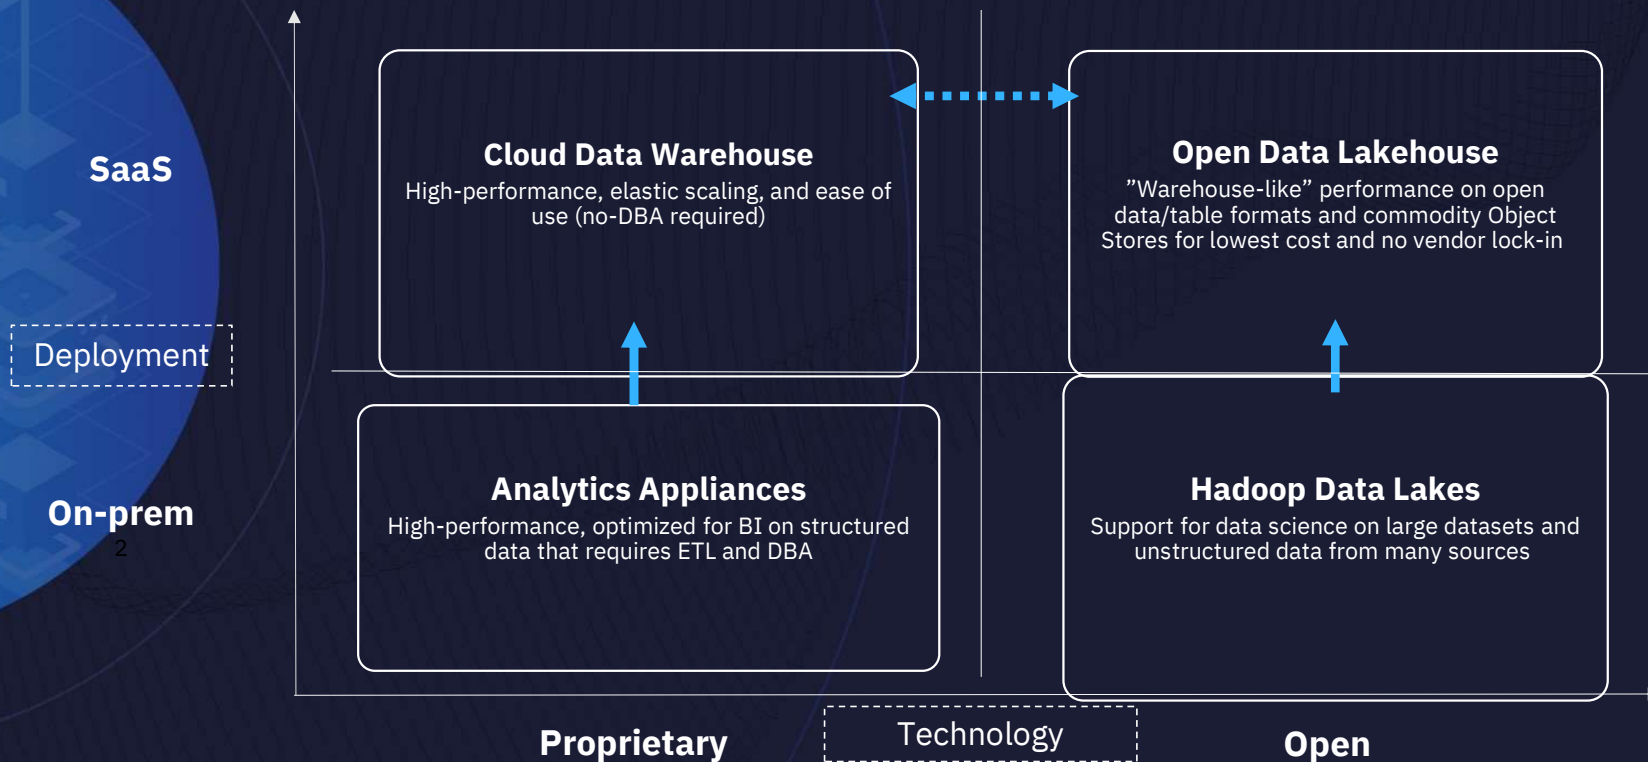 SaaS
Cloud Data Warehouse
High-performance, elastic scaling, and ease of
use (no-DBA required)
Open Data Lakehouse
”Warehouse-like” performance on open
data/table formats and commodity Object
Stores for lowest cost and no vendor lock-in
Deployment
On-prem
2
Analytics Appliances
High-performance, optimized for BI on structured
data that requires ETL and DBA
Hadoop Data Lakes
Support for data science on large datasets and
unstructured data from many sources
Proprietary
Technology
Open